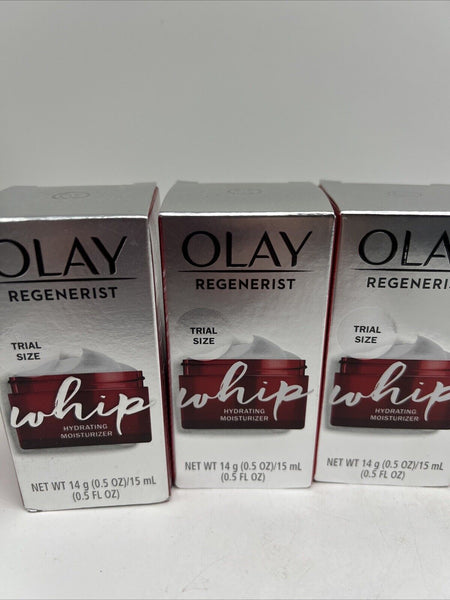 OLAY
REGENERIST
TRIAL
SIZE
whip
HYDRATING
MOISTURIZER
NET WT 14 g (0.5 OZ)/15 mL
(0.5 FL OZ)
OLAY
REGENERIST
TRIAL
SIZE
whip
HYDRATING
MOISTURIZER
NET WT 14 g (0.5 OZ)/15 mL
(0.5 FL OZ)
OLA
REGENERIS
TRIAL
SIZE
whip
HYDRATING
MOISTURIZER
NET WT 14 g (0.5 OZ)/15 mL
(0.5 FL OZ)